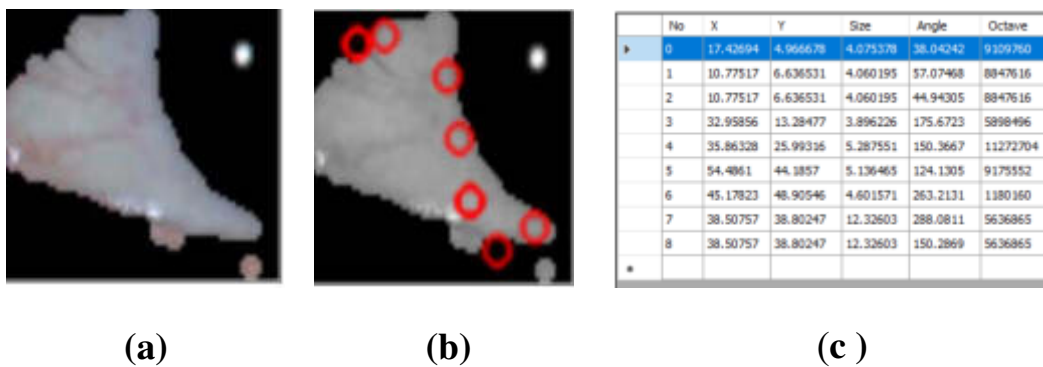 No X Y Size Angle Octave
0 17.42694 4.966678 4.075378 38.04242 9109760
1 10.77517 6.636531 4.060195 57.07468 8847616
2 10.77517 6.636531 4.060195 44.94305 8847616
3 32.95856 13.28477 3.896226 175.6723 5898496
4 35.86328 25.99316 5.287551 150.3667 11272704
5 54.4861 44.1857 5.136465 124.1305 9175552
6 45.17823 48.90546 4.601571 263.2131 1180160
7 38.50757 38.80247 12.32603 288.0811 5636865
8 38.50757 38.80247 12.32603 150.2869 5636865
(a) (b) (c )